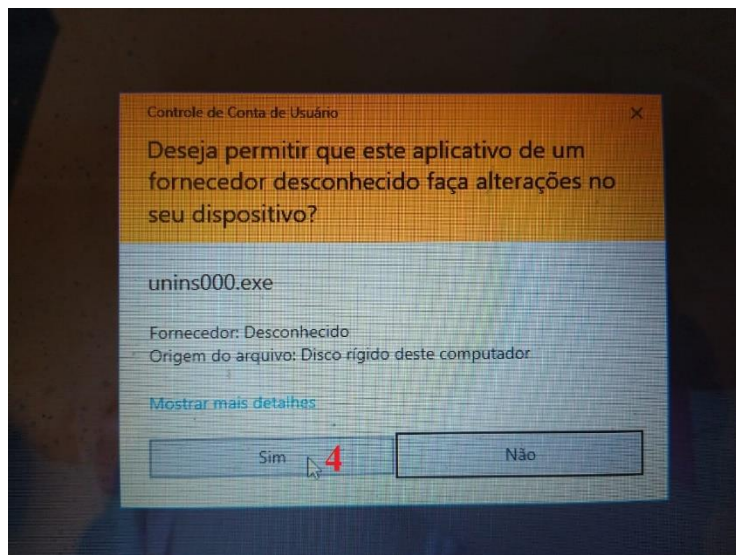 Controle de Conta de Usuário
Deseja permitir que este aplicativo de um
fornecedor desconhecido faça alterações no
seu dispositivo?
unins000.exe
Fornecedor: Desconhecido
Origem do arquivo: Disco rígido deste computador
Mostrar mais detalhes
Sim 4 Não